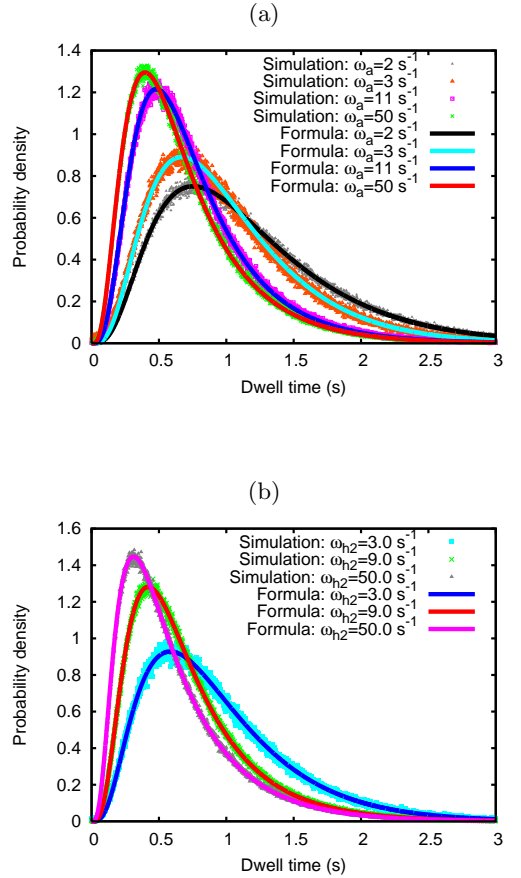 (a)
1.4
1.2
1
0.8
0.6
0.4
0.2
0
Probability density
Simulation: ωa=2 s-1
Simulation: ωa=3 s-1
Simulation: ωa=11 s-1
Simulation: ωa=50 s-1
Formula: ωa=2 s-1
Formula: ωa=3 s-1
Formula: ωa=11 s-1
Formula: ωa=50 s-1
0 0.5 1 1.5 2 2.5 3
Dwell time (s)
(b)
1.6
1.4
1.2
1
0.8
0.6
0.4
0.2
0
Probability density
Simulation: ωh2=3.0 s-1
Simulation: ωh2=9.0 s-1
Simulation: ωh2=50.0 s-1
Formula: ωh2=3.0 s-1
Formula: ωh2=9.0 s-1
Formula: ωh2=50.0 s-1
0 0.5 1 1.5 2 2.5 3
Dwell time (s)